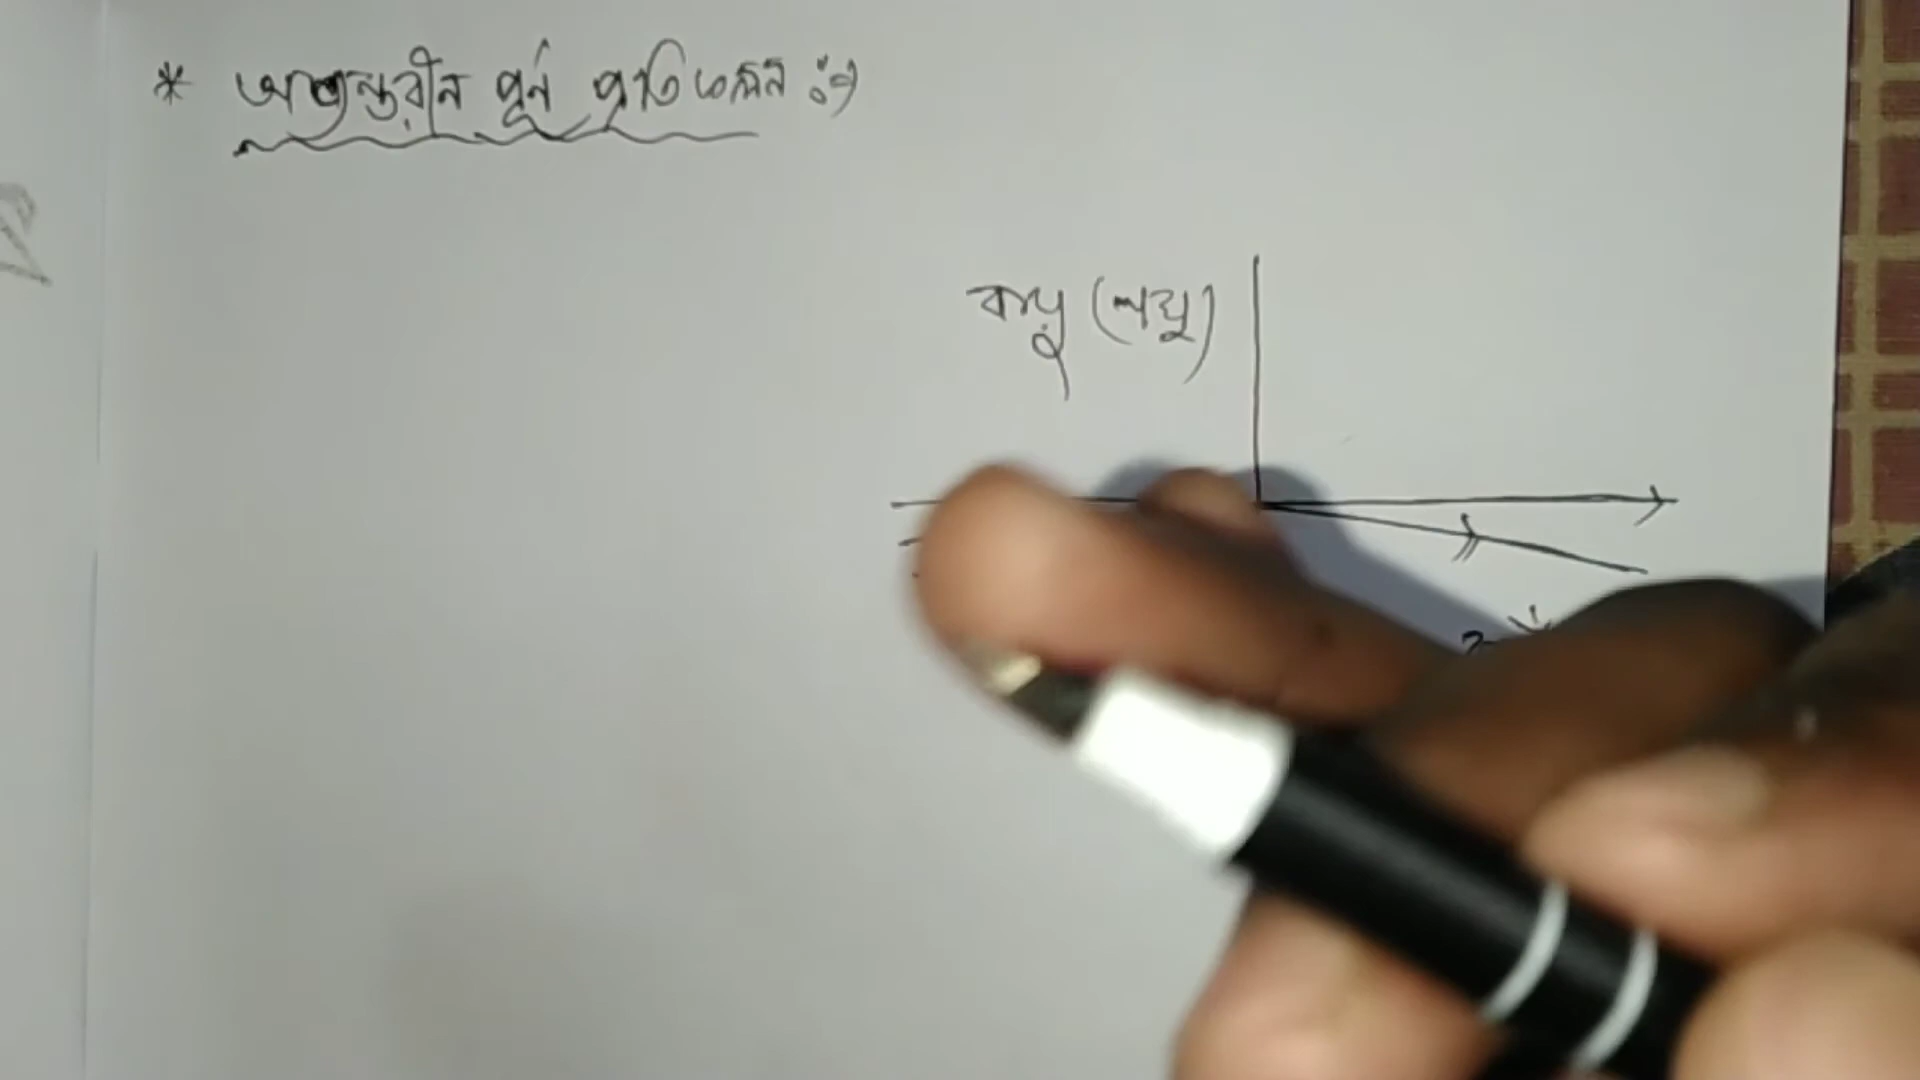 * অভ্যন্তরীন পূর্ন প্রতিফলন :-
বায়ু (লঘু)